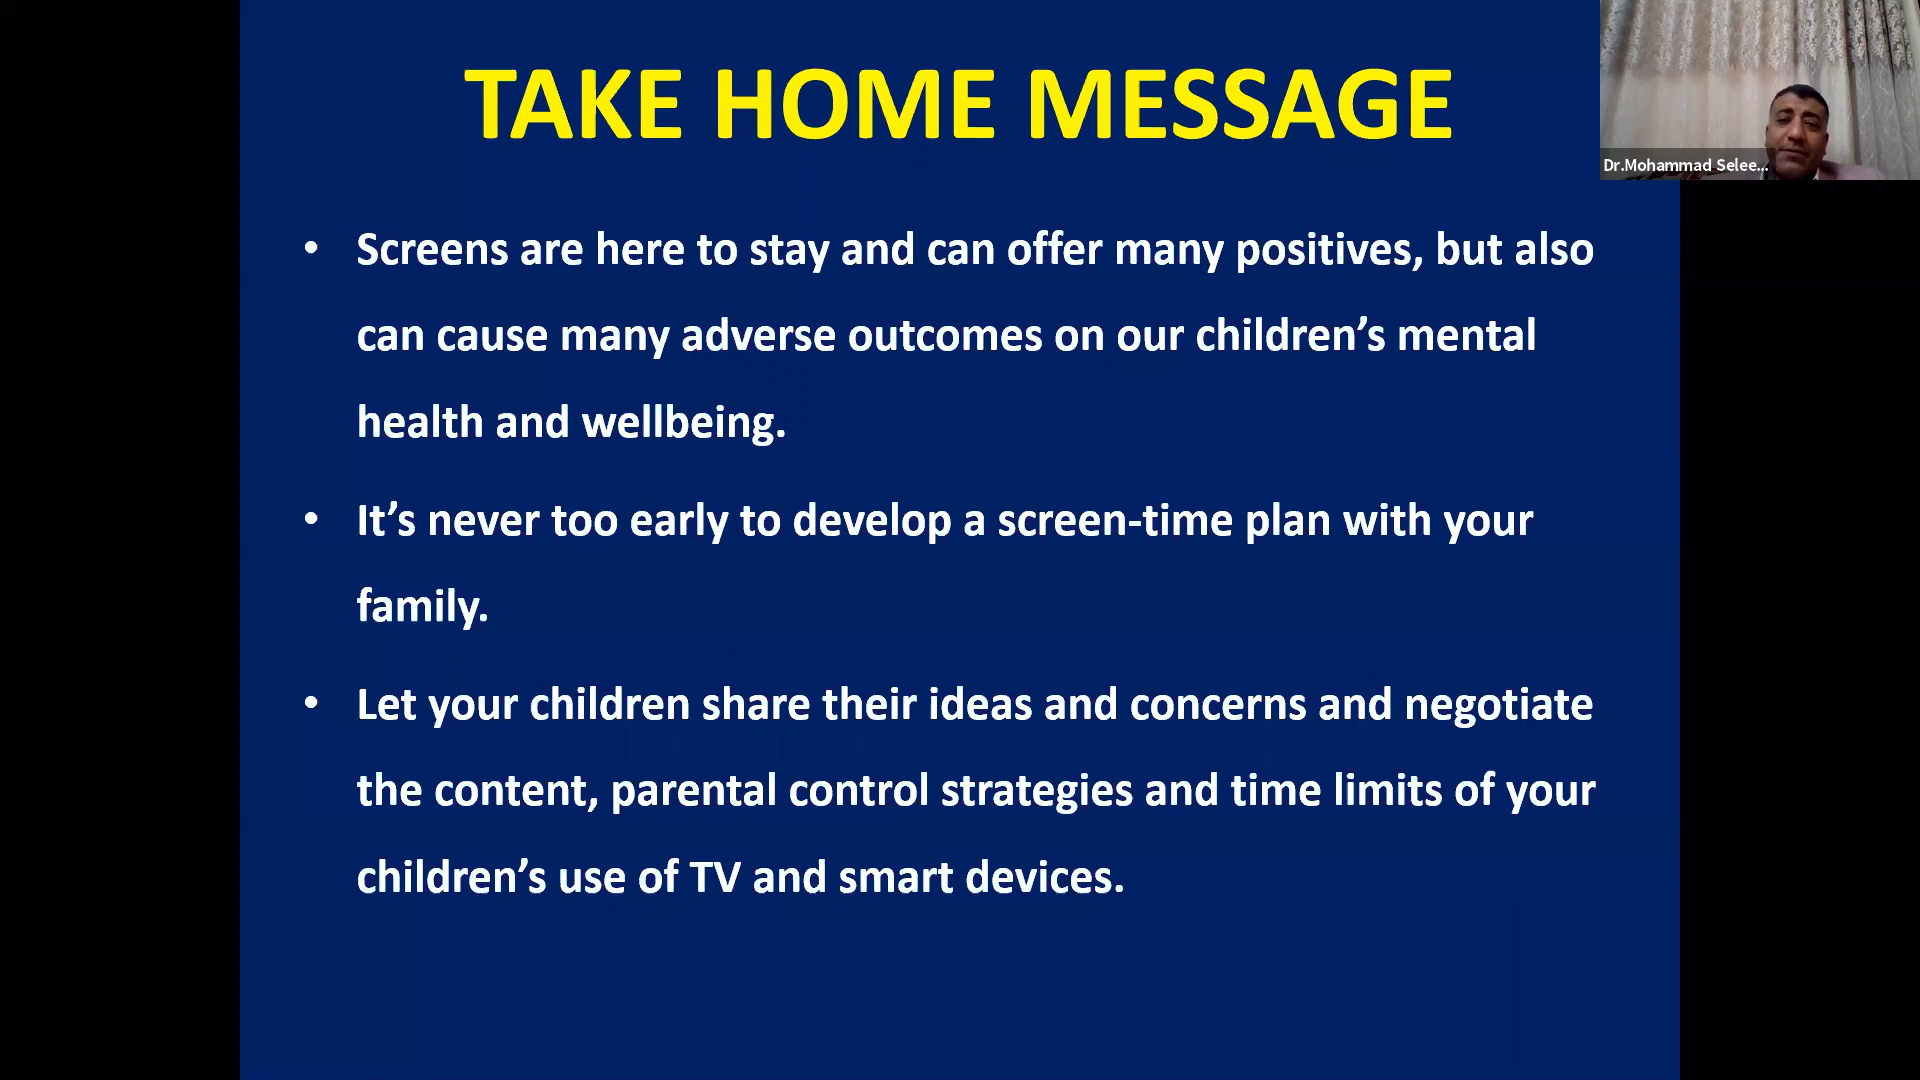 TAKE HOME MESSAGE
Dr.Mohammad Selee...
• Screens are here to stay and can offer many positives, but also
can cause many adverse outcomes on our children’s mental
health and wellbeing.
• It’s never too early to develop a screen-time plan with your
family.
• Let your children share their ideas and concerns and negotiate
the content, parental control strategies and time limits of your
children’s use of TV and smart devices.